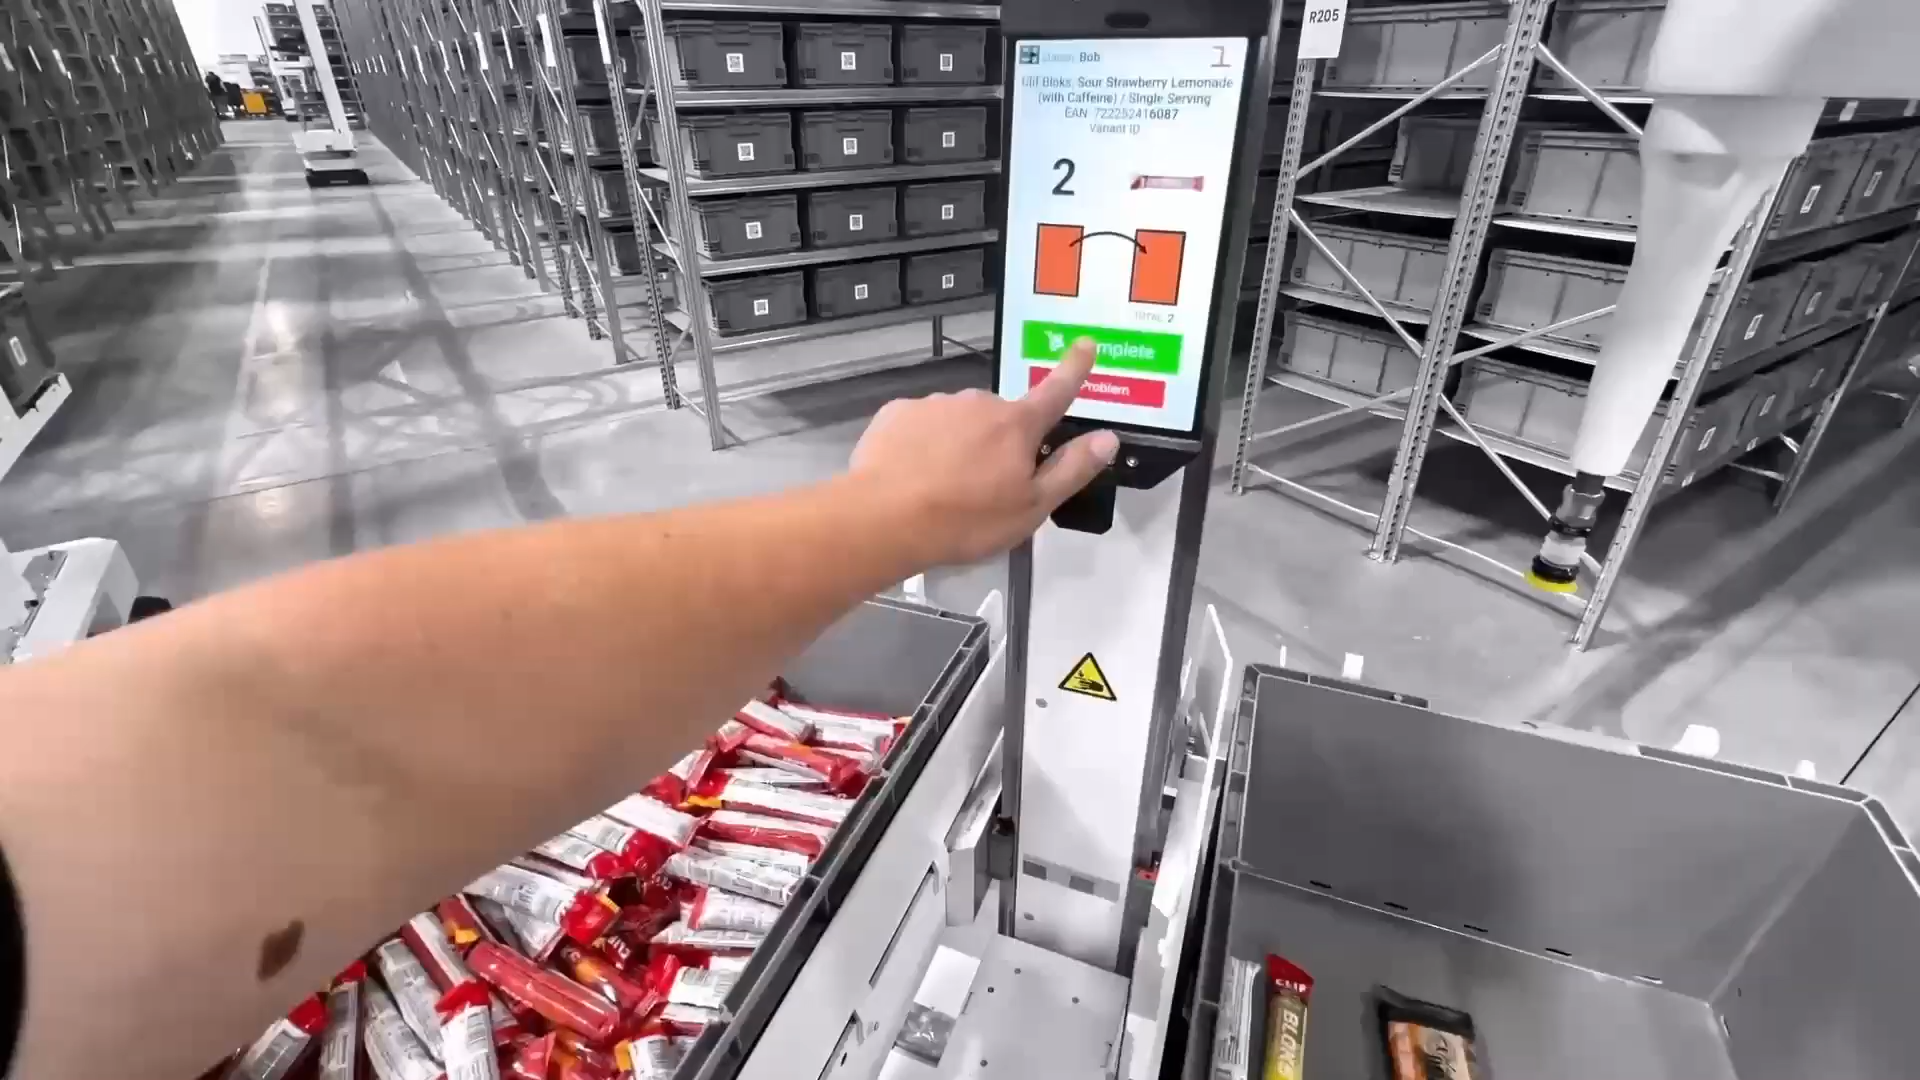 R205
Bob
1
Clif Bloks, Sour Strawberry Lemonade
(with Caffeine) / Single Serving
EAN 722252416087
Variant ID
2
TOTAL 2
Problem
CLIF
BLOKS